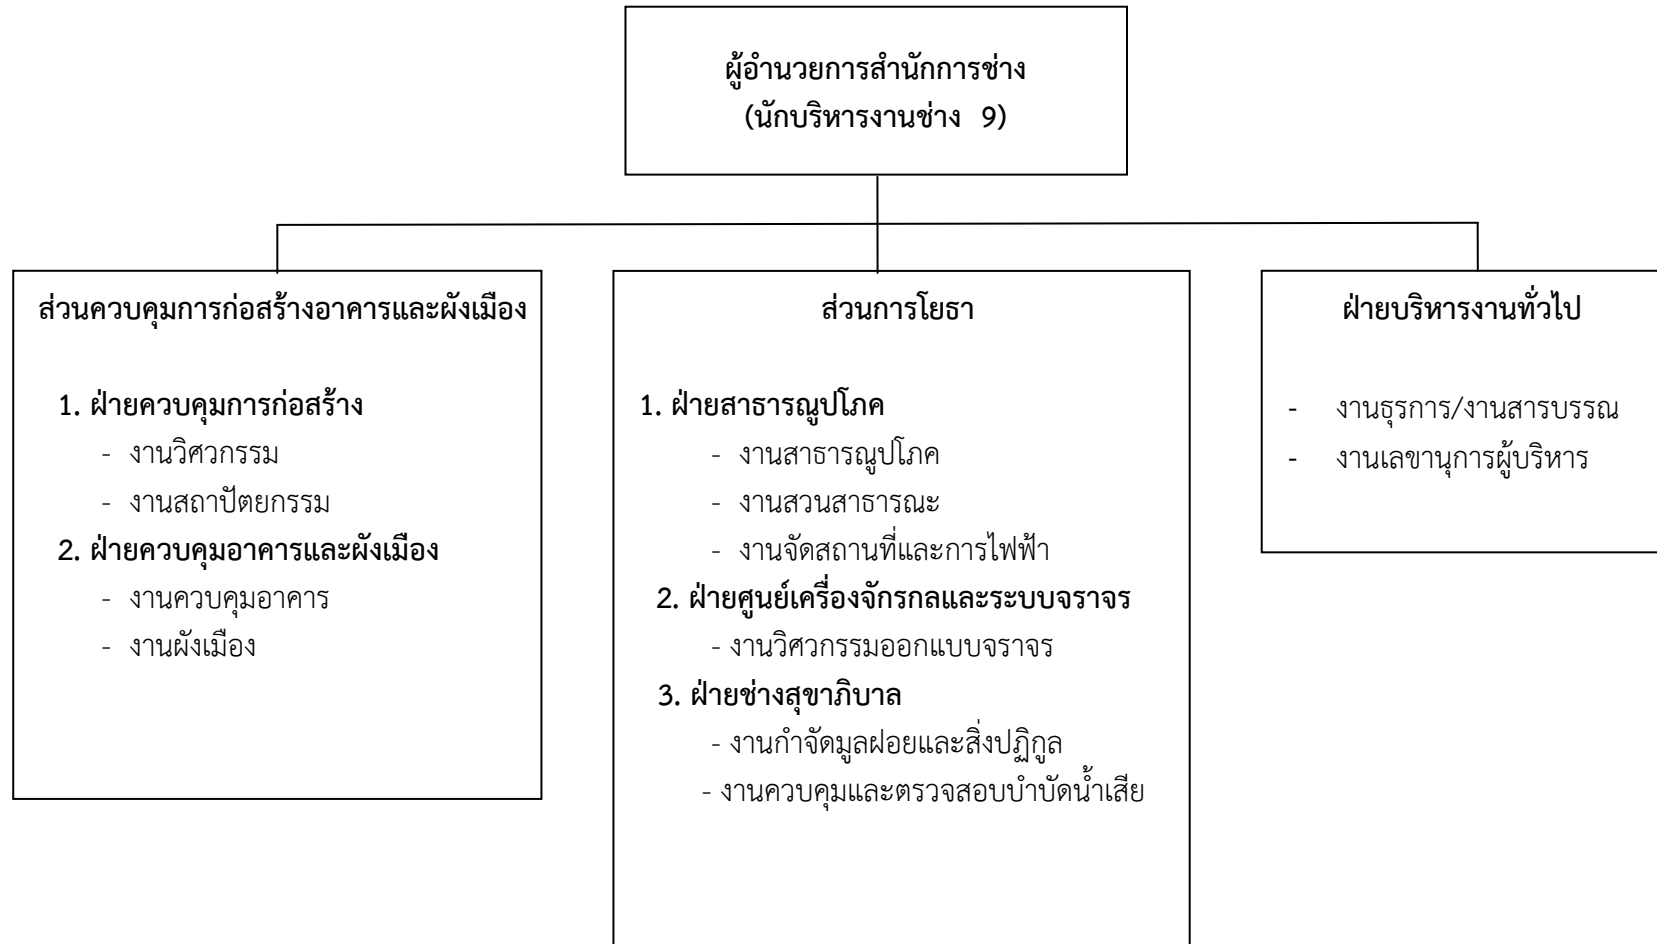 ผู้อำนวยการสำนักการช่าง
(นักบริหารงานช่าง 9)
ส่วนควบคุมการก่อสร้างอาคารและผังเมือง
1. ฝ่ายควบคุมการก่อสร้าง
- งานวิศวกรรม
- งานสถาปัตยกรรม
2. ฝ่ายควบคุมอาคารและผังเมือง
- งานควบคุมอาคาร
- งานผังเมือง
ส่วนการโยธา
1. ฝ่ายสาธารณูปโภค
- งานสาธารณูปโภค
- งานสวนสาธารณะ
- งานจัดสถานที่และการไฟฟ้า
2. ฝ่ายศูนย์เครื่องจักรกลและระบบจราจร
- งานวิศวกรรมออกแบบจราจร
3. ฝ่ายช่างสุขาภิบาล
- งานกำจัดมูลฝอยและสิ่งปฏิกูล
- งานควบคุมและตรวจสอบบำบัดน้ำเสีย
ฝ่ายบริหารงานทั่วไป
- งานธุรการ/งานสารบรรณ
- งานเลขานุการผู้บริหาร